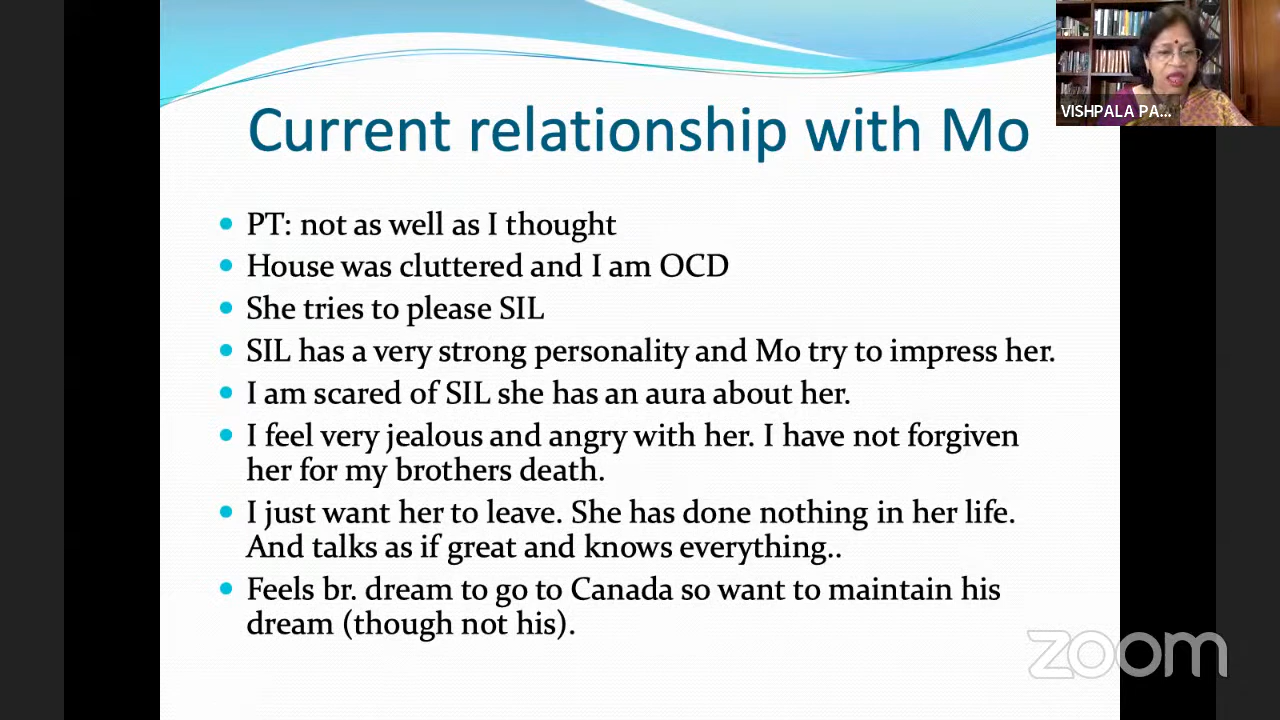 VISHPALA PA...
Current relationship with Mo
• PT: not as well as I thought
• House was cluttered and I am OCD
• She tries to please SIL
• SIL has a very strong personality and Mo try to impress her.
• I am scared of SIL she has an aura about her.
• I feel very jealous and angry with her. I have not forgiven
her for my brothers death.
• I just want her to leave. She has done nothing in her life.
And talks as if great and knows everything..
• Feels br. dream to go to Canada so want to maintain his
dream (though not his).
zoom